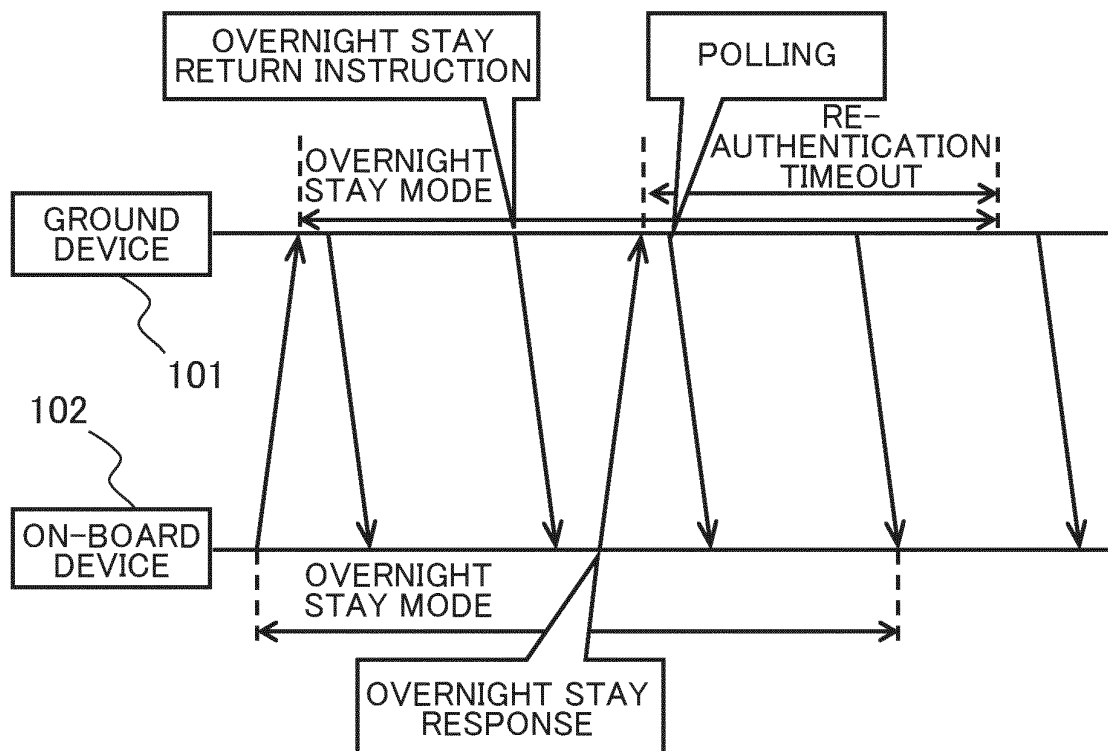 OVERNIGHT STAY
RETURN INSTRUCTION
POLLING
RE-
AUTHENTICATION
TIMEOUT
OVERNIGHT
STAY MODE
GROUND
DEVICE
101
102
ON-BOARD
DEVICE
OVERNIGHT
STAY MODE
OVERNIGHT STAY
RESPONSE